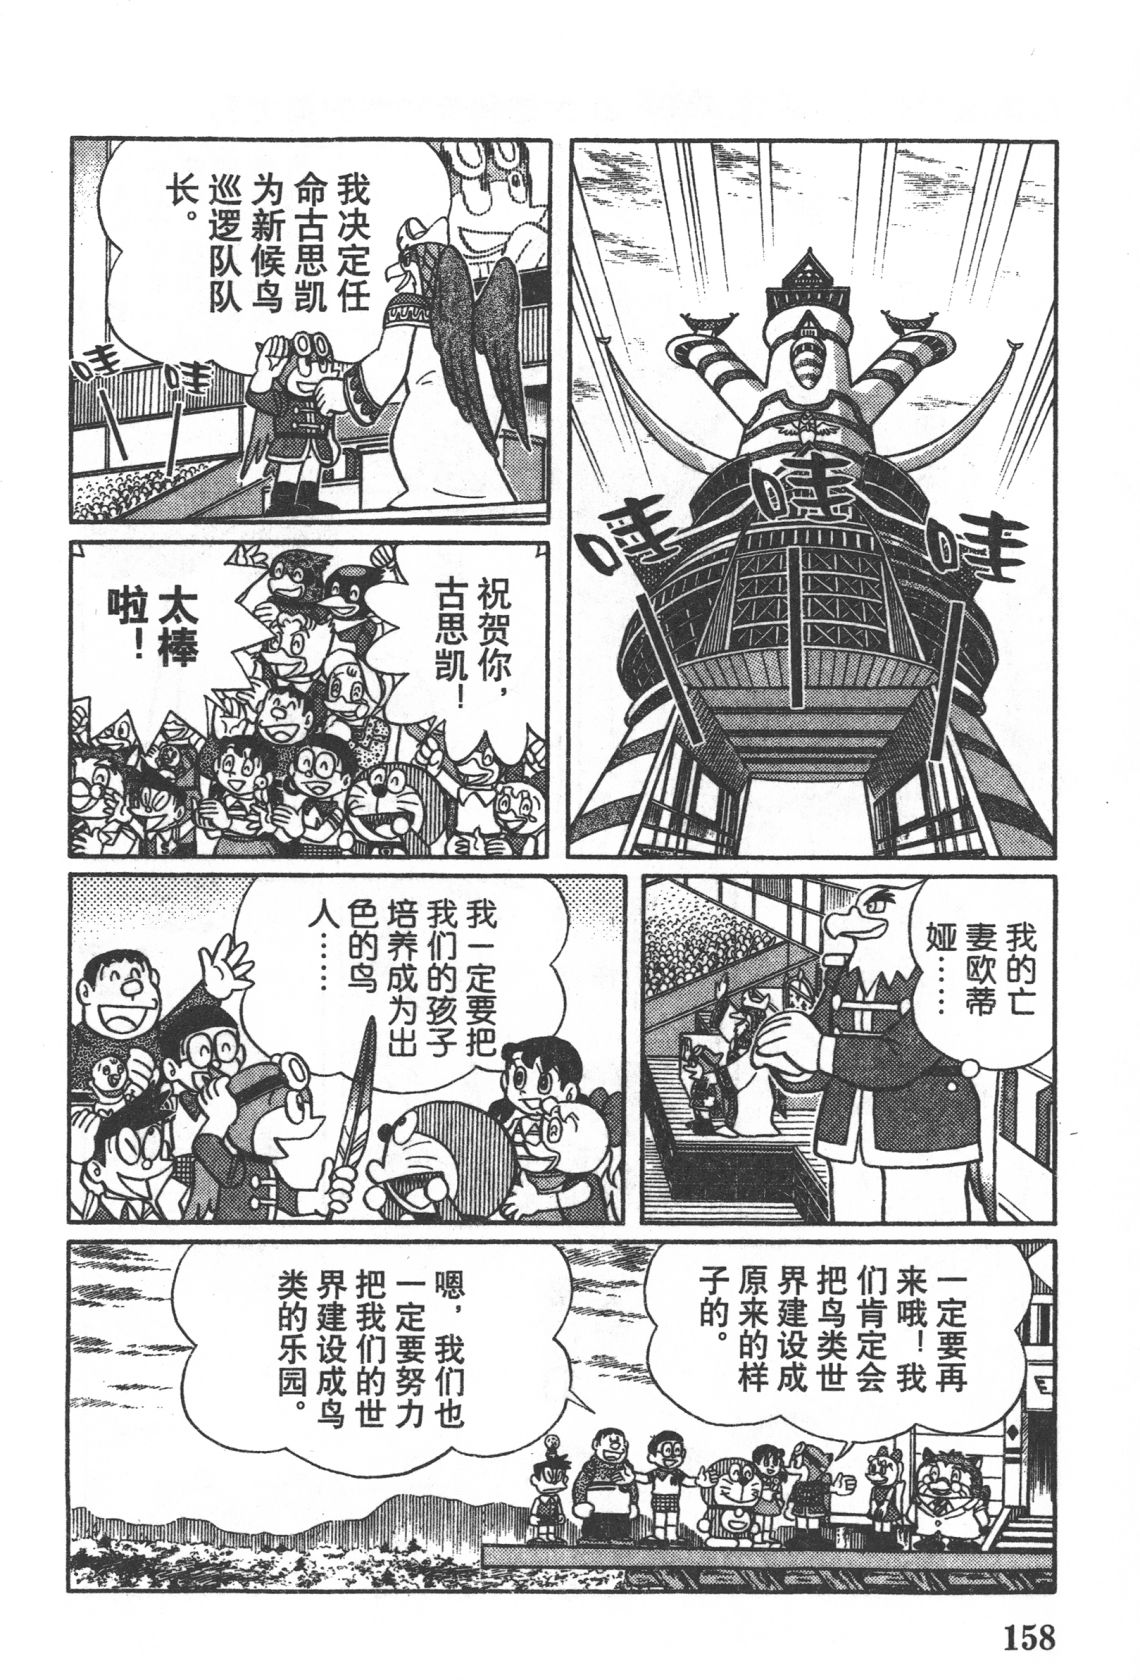 哇
哇
哇
我决定任
命古思凯
为新候鸟
巡逻队队
长。
哇
哇
祝贺你，
古思凯！
太棒
啦！
我的亡
妻欧蒂
娅……
我一定要把
我们的孩子
培养成为出
色的鸟
人……
一定要再
来哦！我
们肯定会
把鸟类世
界建设成
原来的样
子的。
嗯，我们也
一定要努力
把我们的世
界建设成鸟
类的乐园。
158